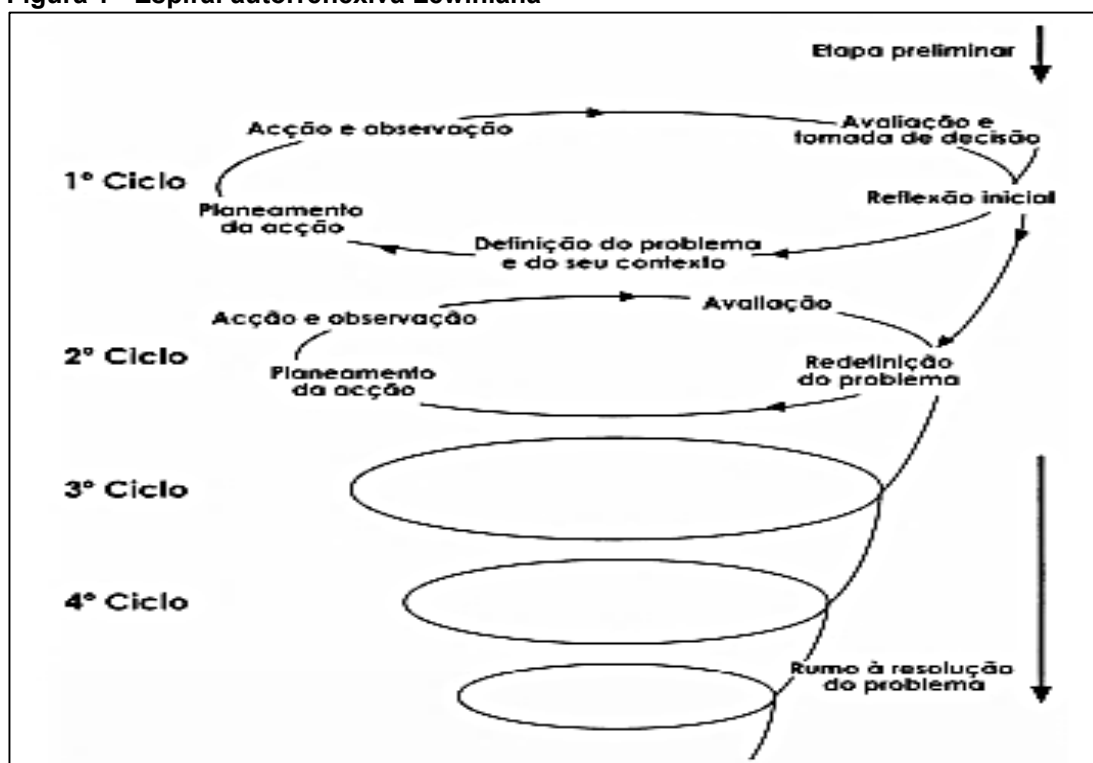 Figura 1 - Espiral autorreflexiva Lewiniana
Etapa preliminar
Acção e observação
Avaliação e
tomada de decisão
1º Ciclo
Reflexão inicial
Planeamento
da acção
Definição do problema
e do seu contexto
Acção e observação
Avaliação
2º Ciclo
Planeamento
da acção
Redefinição
do problema
3º Ciclo
4º Ciclo
Rumo à resolução
do problema